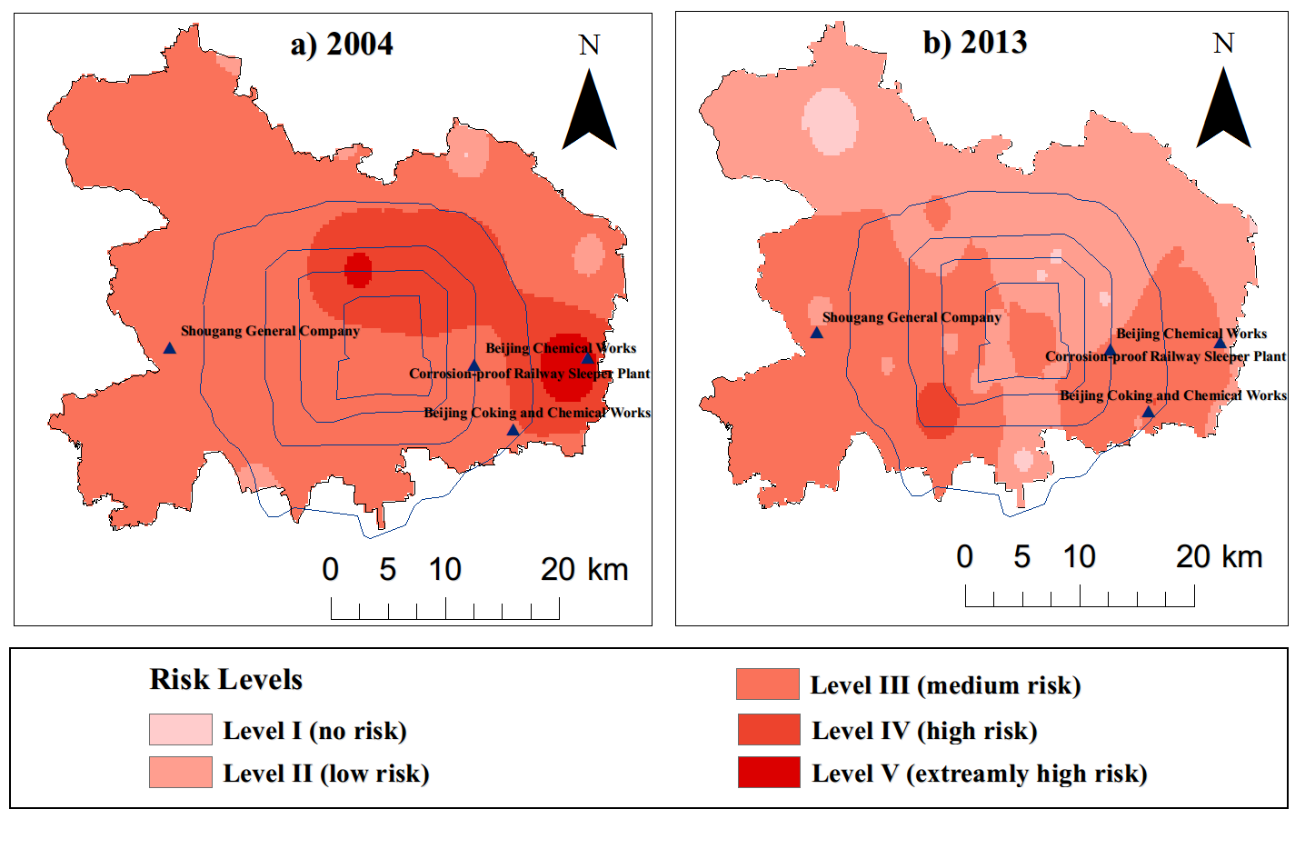 a) 2004
N
Shougang General Company
Beijing Chemical Works
Corrosion-proof Railway Sleeper Plant
Beijing Coking and Chemical Works
0 5 10 20 km
b) 2013
N
Shougang General Company
Beijing Chemical Works
Corrosion-proof Railway Sleeper Plant
Beijing Coking and Chemical Works
0 5 10 20 km
Risk Levels
Level I (no risk)
Level II (low risk)
Level III (medium risk)
Level IV (high risk)
Level V (extreamly high risk)